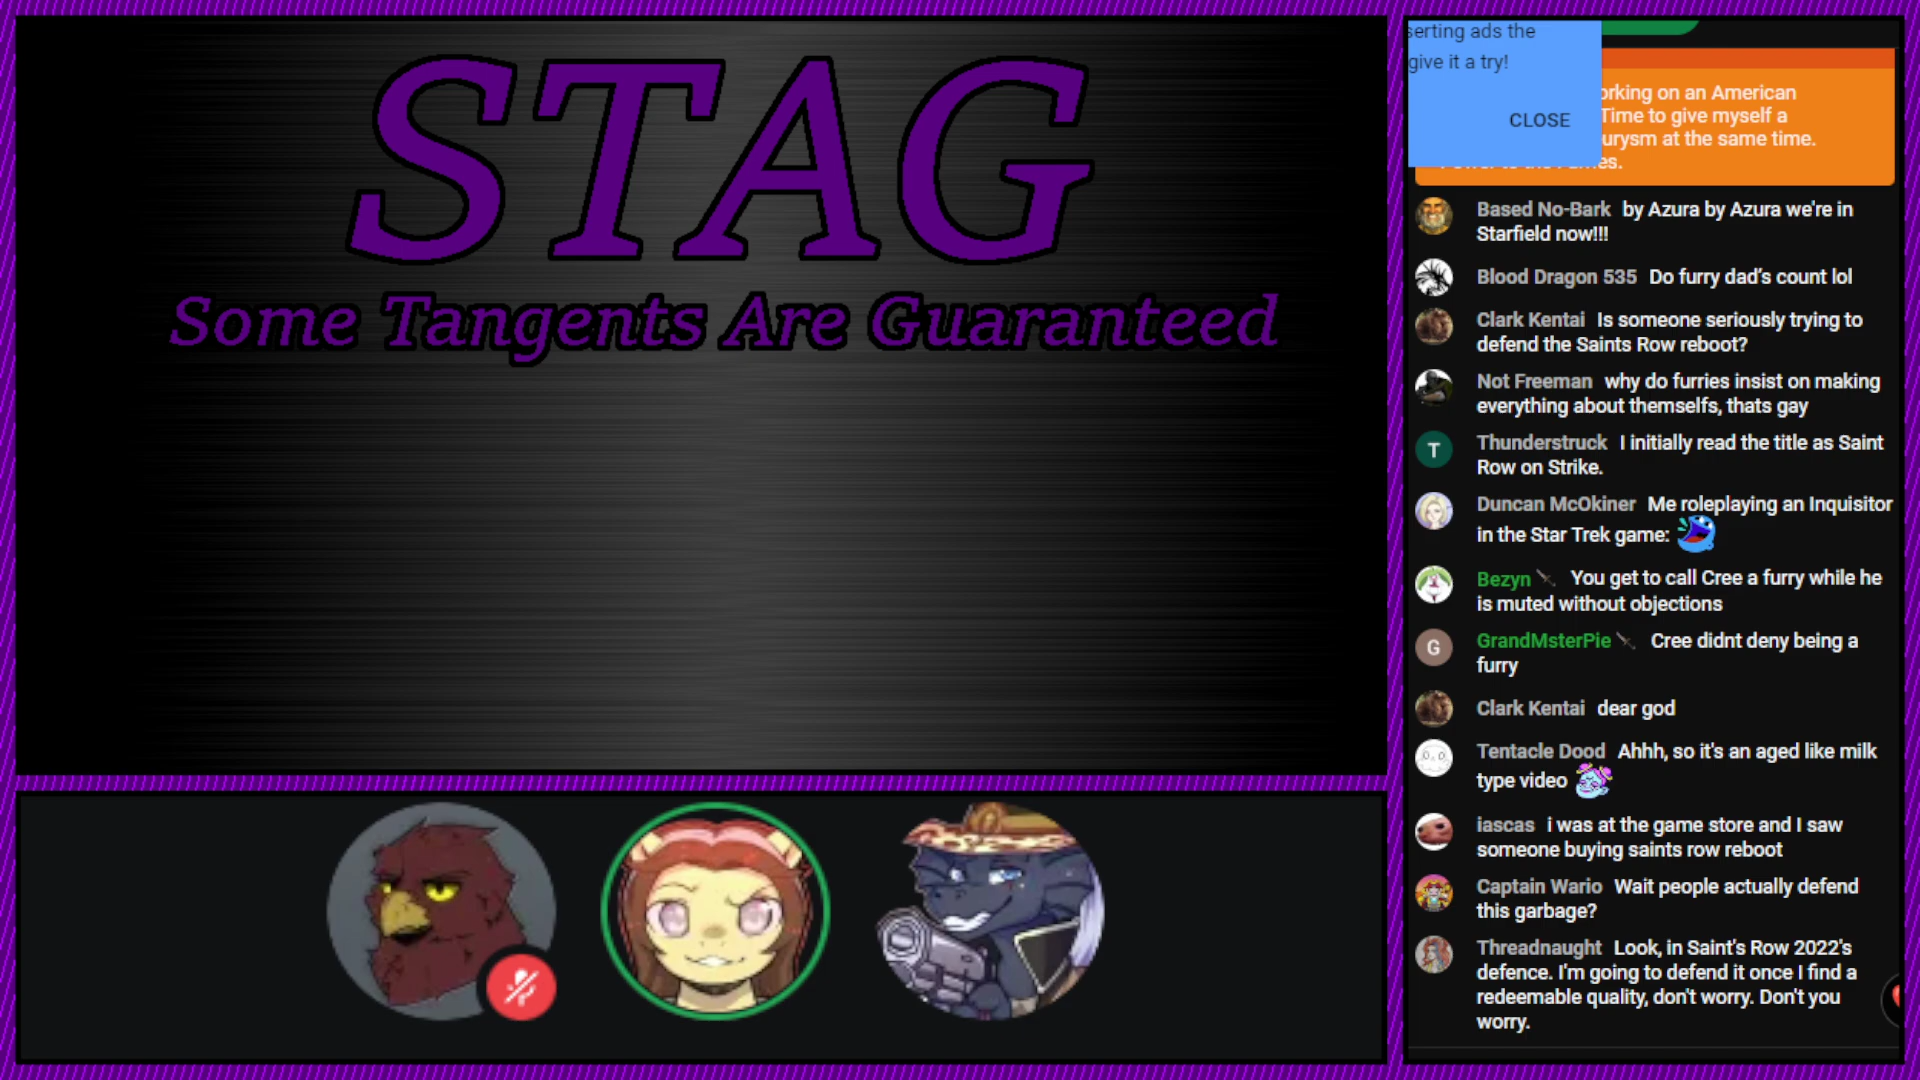 STAG
Some Tangents Are Guaranteed
serting ads the
give it a try!
CLOSE
orking on an American
Time to give myself a
urysm at the same time.
es.
Based No-Bark by Azura by Azura we're in
Starfield now!!!
Blood Dragon 535 Do furry dad's count lol
Clark Kentai Is someone seriously trying to
defend the Saints Row reboot?
Not Freeman why do furries insist on making
everything about themselfs, thats gay
T
Thunderstruck I initially read the title as Saint
Row on Strike.
Duncan McOkiner Me roleplaying an Inquisitor
in the Star Trek game:
Bezyn You get to call Cree a furry while he
is muted without objections
G
GrandMsterPie Cree didnt deny being a
furry
Clark Kentai dear god
Tentacle Dood Ahhh, so it's an aged like milk
type video
iascas i was at the game store and I saw
someone buying saints row reboot
Captain Wario Wait people actually defend
this garbage?
Threadnaught Look, in Saint's Row 2022's
defence. I'm going to defend it once I find a
redeemable quality, don't worry. Don't you
worry.